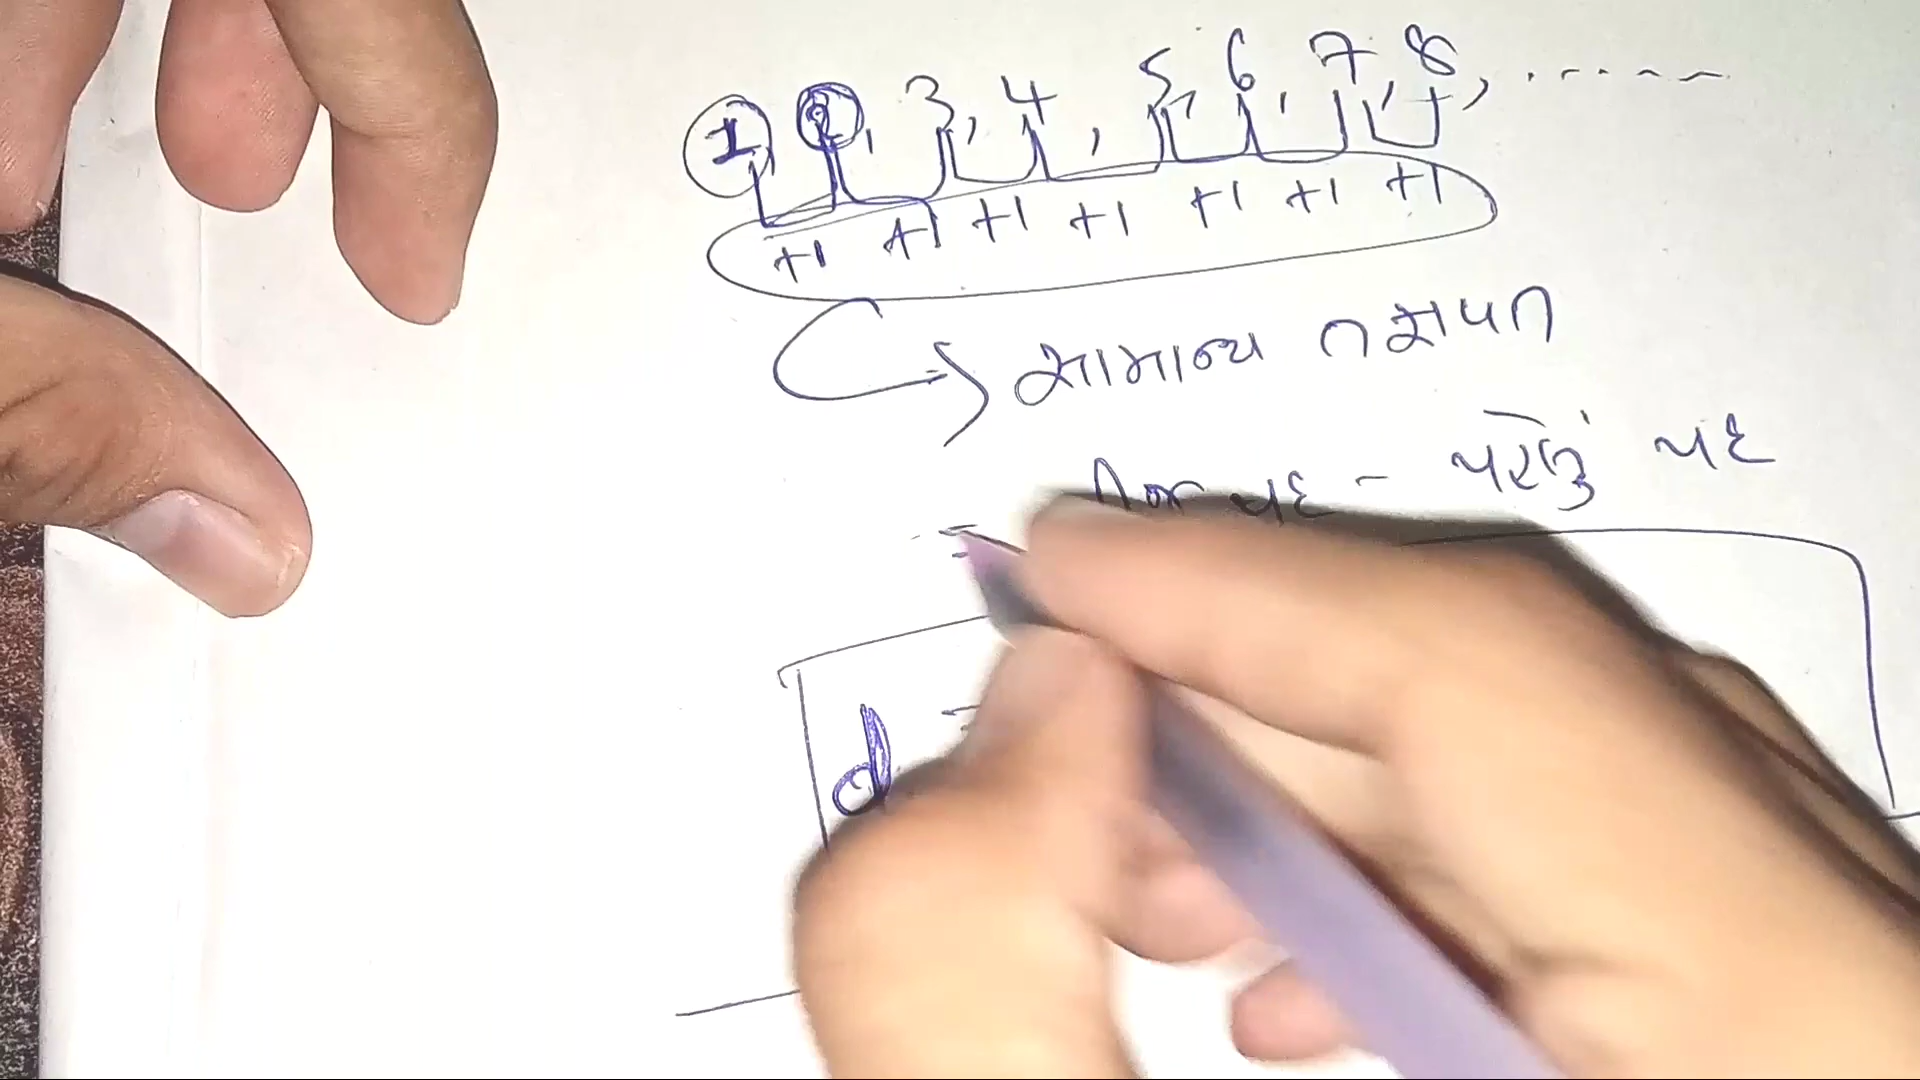 1, 2, 3, 4, 5, 6, 7, 8, ......
+1 +1 +1 +1 +1 +1 +1
સામાન્ય તફાવત
પદ - પહેલું પદ
=
d =